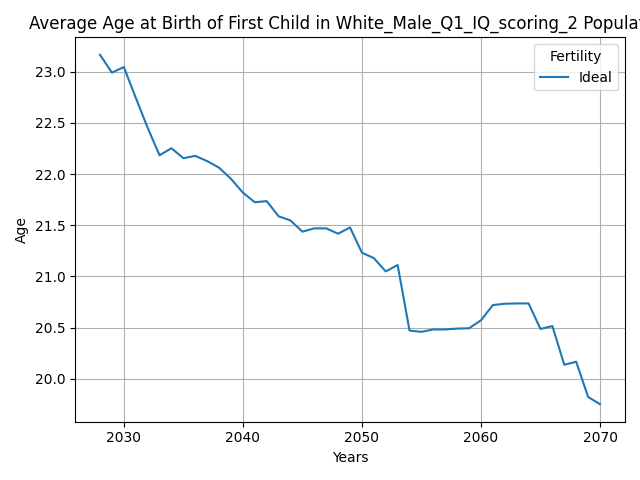 Average Age at Birth of First Child in White_Male_Q1_IQ_scoring_2 Populat
Fertility
Ideal
23.0
22.5
22.0
21.5
21.0
20.5
20.0
Age
2030 2040 2050 2060 2070
Years